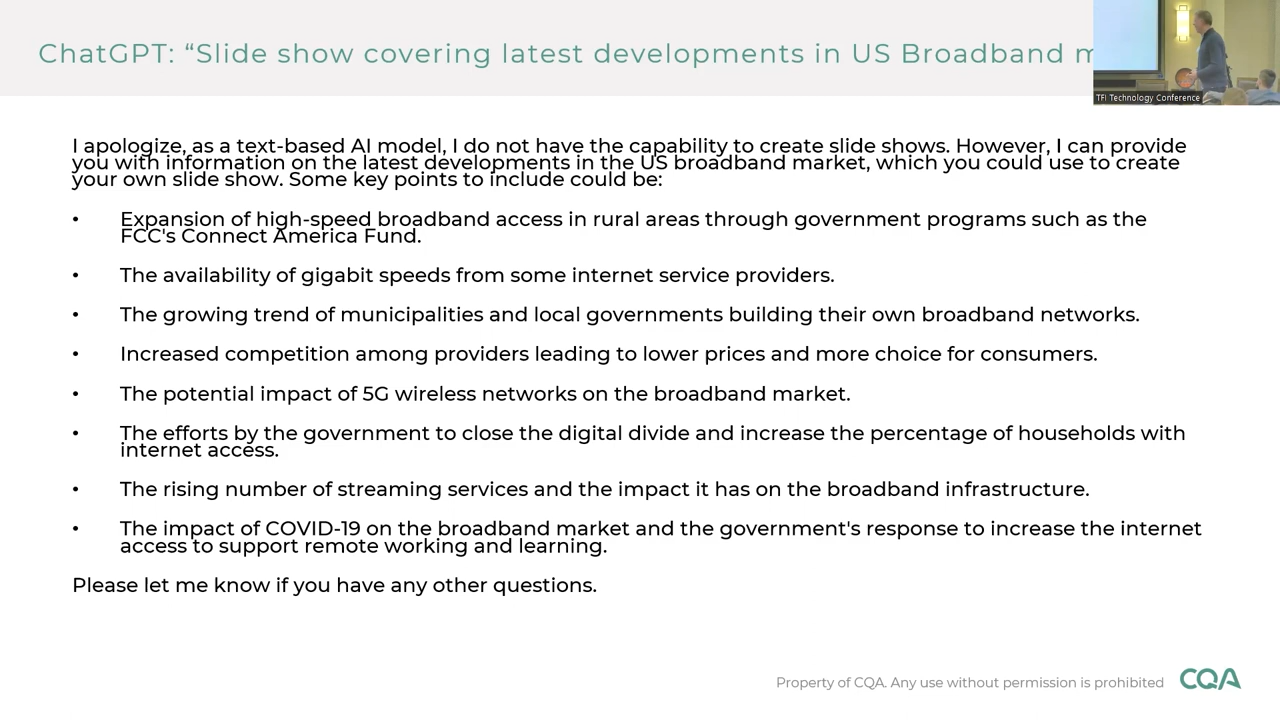 ChatGPT: “Slide show covering latest developments in US Broadband m
TFI Technology Conference
I apologize, as a text-based AI model, I do not have the capability to create slide shows. However, I can provide
you with information on the latest developments in the US broadband market, which you could use to create
your own slide show. Some key points to include could be:
• Expansion of high-speed broadband access in rural areas through government programs such as the
FCC's Connect America Fund.
• The availability of gigabit speeds from some internet service providers.
• The growing trend of municipalities and local governments building their own broadband networks.
• Increased competition among providers leading to lower prices and more choice for consumers.
• The potential impact of 5G wireless networks on the broadband market.
• The efforts by the government to close the digital divide and increase the percentage of households with
internet access.
• The rising number of streaming services and the impact it has on the broadband infrastructure.
• The impact of COVID-19 on the broadband market and the government's response to increase the internet
access to support remote working and learning.
Please let me know if you have any other questions.
Property of CQA. Any use without permission is prohibited
CQA